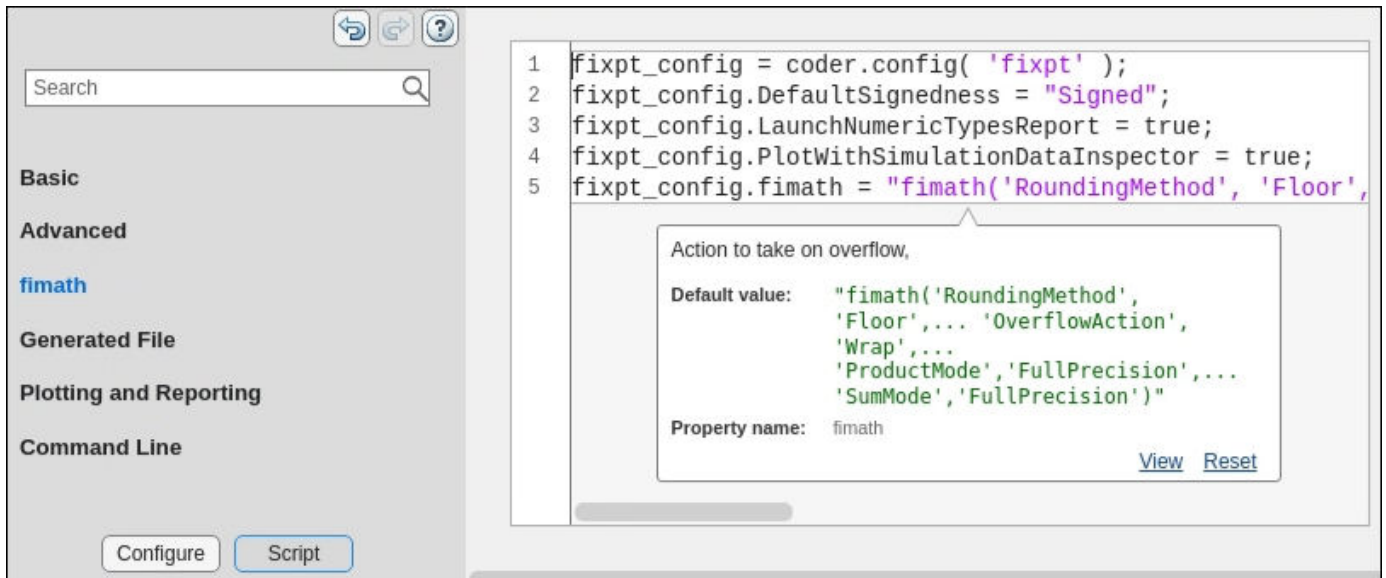 Search
Basic
Advanced
fimath
Generated File
Plotting and Reporting
Command Line
Configure
Script
1 fixpt_config = coder.config( 'fixpt' );
2 fixpt_config.DefaultSignedness = "Signed";
3 fixpt_config.LaunchNumericTypesReport = true;
4 fixpt_config.PlotWithSimulationDataInspector = true;
5 fixpt_config.fimath = "fimath('RoundingMethod', 'Floor',
Action to take on overflow,
Default value: "fimath('RoundingMethod',
'Floor',... 'OverflowAction',
'Wrap',...
'ProductMode','FullPrecision',...
'SumMode','FullPrecision')"
Property name: fimath
View Reset